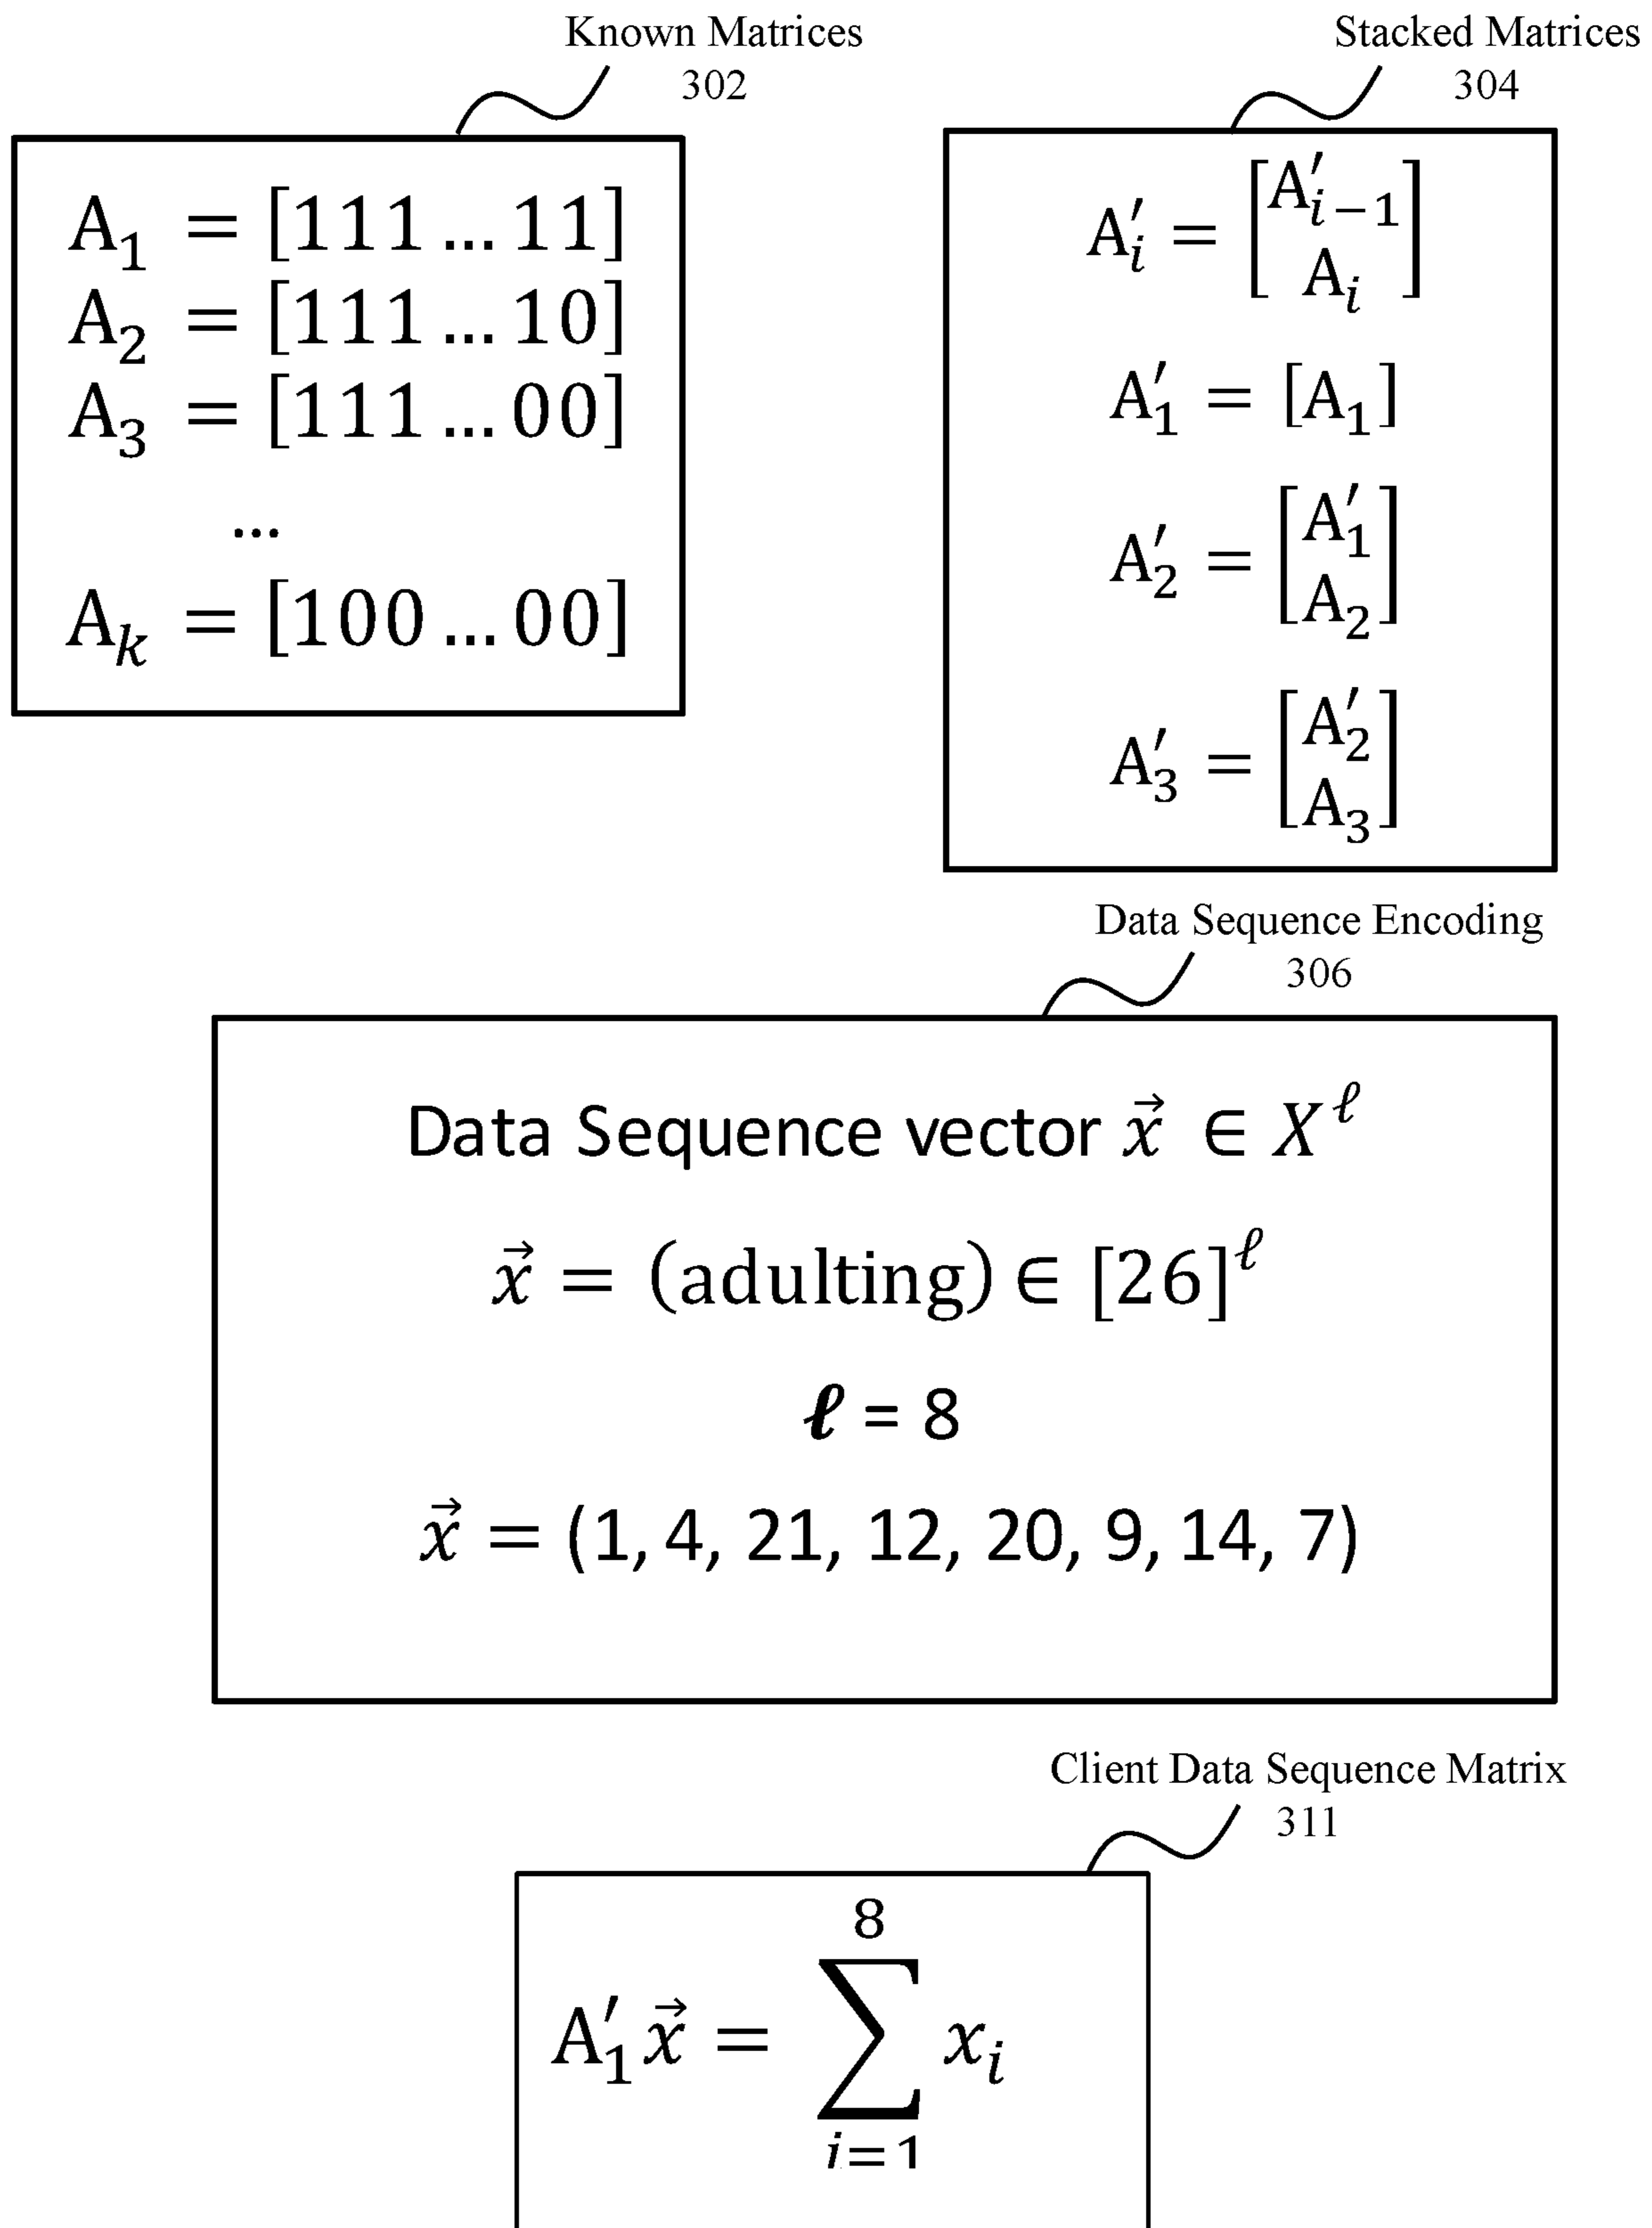 Known Matrices
302
A₁ = [111 … 11]
A₂ = [111 … 10]
A₃ = [111 … 00]
…
Aₖ = [100 … 00]
Stacked Matrices
304
A′ᵢ = [A′ᵢ₋₁
Aᵢ]
A′₁ = [A₁]
A′₂ = [A′₁
A₂]
A′₃ = [A′₂
A₃]
Data Sequence Encoding
306
Data Sequence vector x⃗ ∈ X^ℓ
x⃗ = (adulting) ∈ [26]^ℓ
ℓ = 8
x⃗ = (1, 4, 21, 12, 20, 9, 14, 7)
Client Data Sequence Matrix
311
8
A′₁x⃗ = ∑ xᵢ
i=1